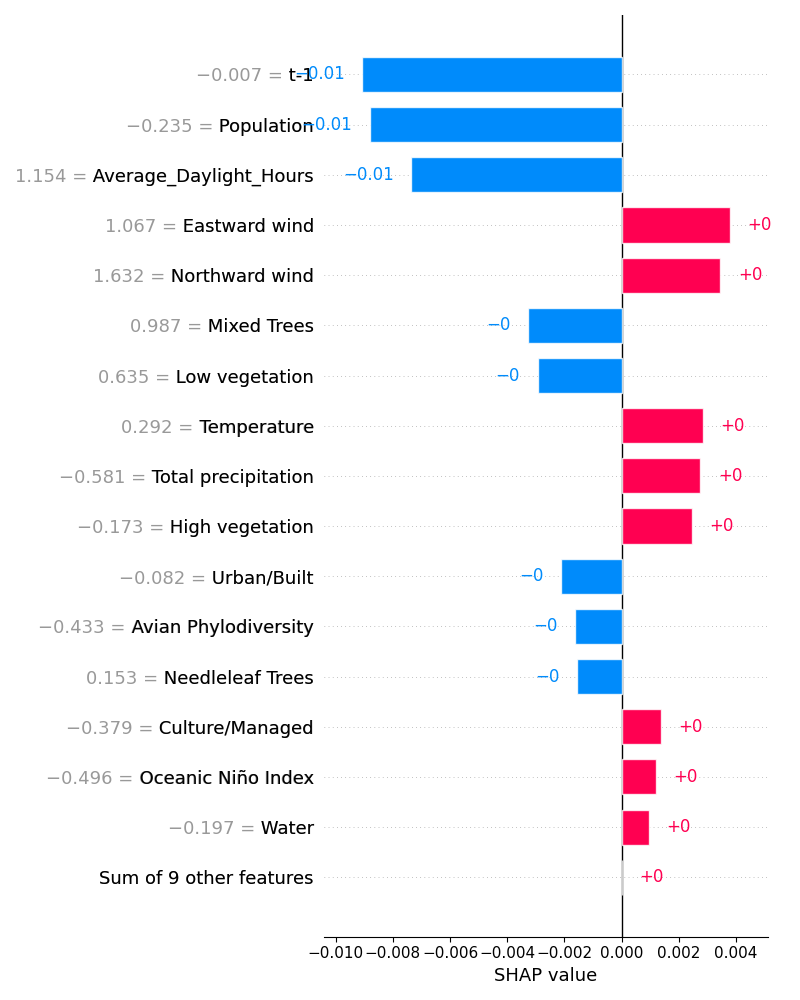 −0.007 = t-1 −0.01
−0.235 = Population −0.01
1.154 = Average_Daylight_Hours −0.01
1.067 = Eastward wind +0
1.632 = Northward wind +0
0.987 = Mixed Trees −0
0.635 = Low vegetation −0
0.292 = Temperature +0
−0.581 = Total precipitation +0
−0.173 = High vegetation +0
−0.082 = Urban/Built −0
−0.433 = Avian Phylodiversity −0
0.153 = Needleleaf Trees −0
−0.379 = Culture/Managed +0
−0.496 = Oceanic Niño Index +0
−0.197 = Water +0
Sum of 9 other features +0
−0.010 −0.008 −0.006 −0.004 −0.002 0.000 0.002 0.004
SHAP value